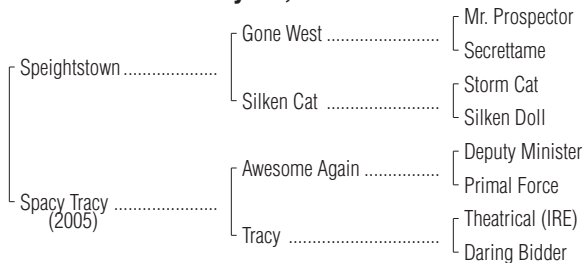 Mr. Prospector
Gone West ....................
Secrettame
Speightstown ...................
Storm Cat
Silken Cat ....................
Silken Doll
Deputy Minister
Awesome Again .............
Primal Force
Spacy Tracy .....................
(2005)
Theatrical (IRE)
Tracy ...........................
Daring Bidder